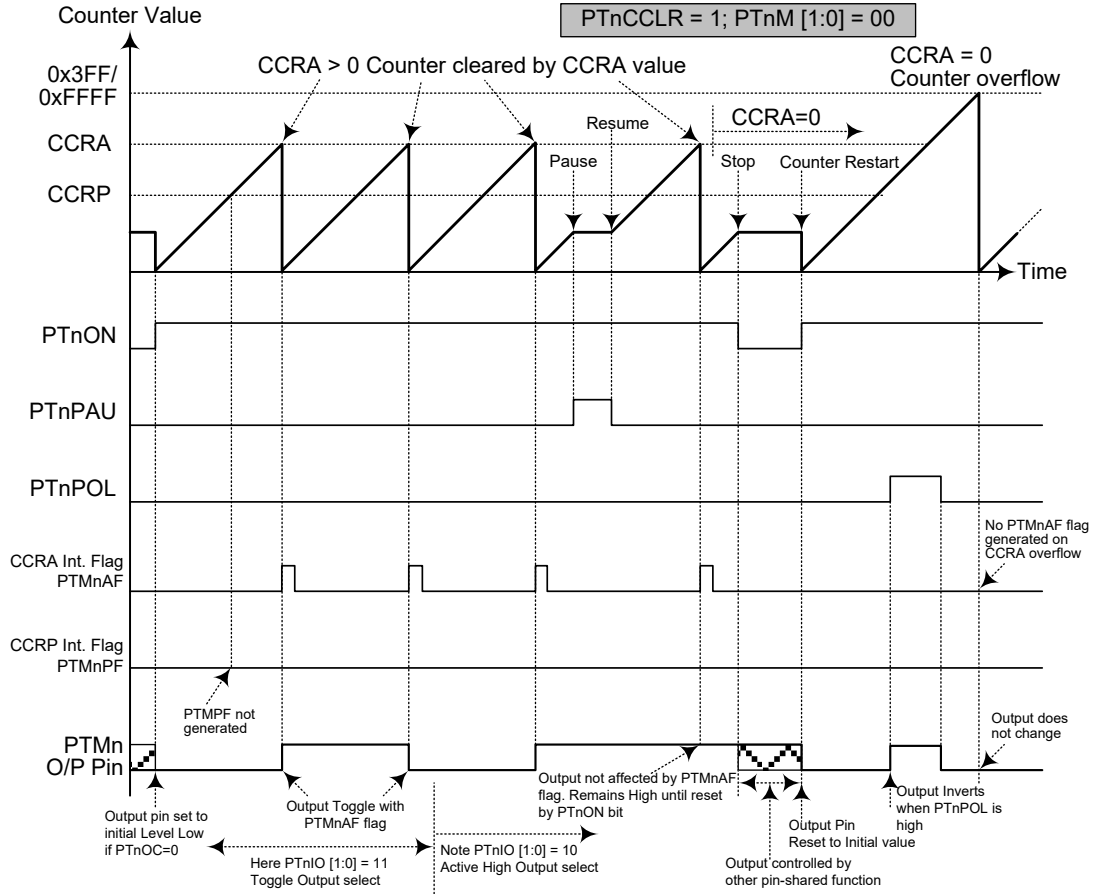 Counter Value
PTnCCLR = 1; PTnM [1:0] = 00
0x3FF/
0xFFFF
CCRA > 0 Counter cleared by CCRA value
CCRA = 0
Counter overflow
CCRA
CCRP
Pause
Resume
CCRA=0
Stop
Counter Restart
Time
PTnON
PTnPAU
PTnPOL
No PTMnAF flag
generated on
CCRA overflow
CCRA Int. Flag
PTMnAF
CCRP Int. Flag
PTMnPF
PTMPF not
generated
Output does
not change
PTMn
O/P Pin
Output pin set to
initial Level Low
if PTnOC=0
Output Toggle with
PTMnAF flag
Output not affected by PTMnAF
flag. Remains High until reset
by PTnON bit
Output Inverts
when PTnPOL is
high
Output Pin
Reset to Initial value
Here PTnIO [1:0] = 11
Toggle Output select
Note PTnIO [1:0] = 10
Active High Output select
Output controlled by
other pin-shared function